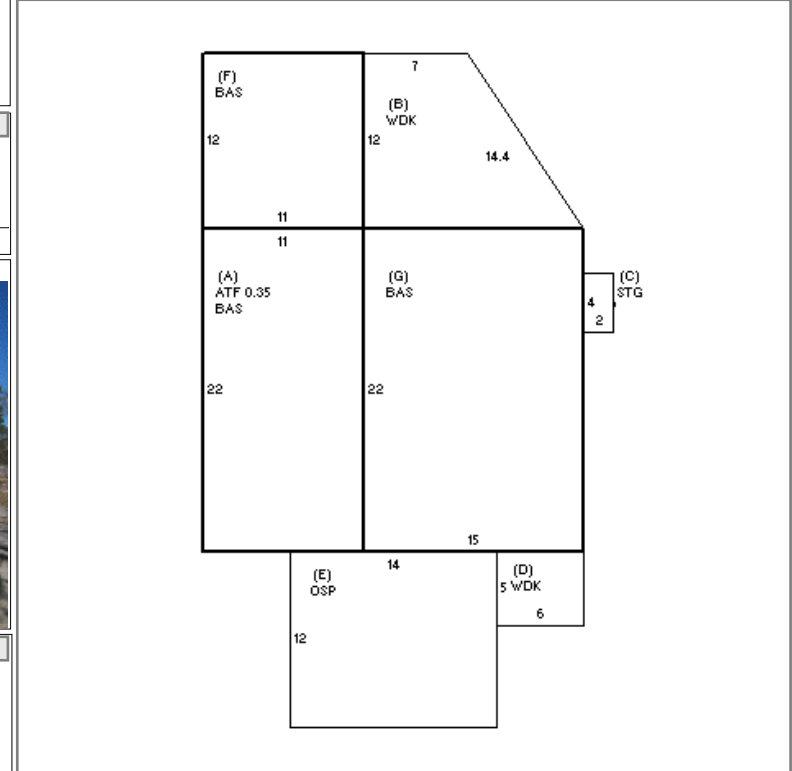 7
(F)
BAS
(B)
WDK
12
12
14.4
11
11
(A)
ATF 0.35
BAS
(G)
BAS
(C)
STG
4
2
22
22
15
14
(E)
OSP
(D)
5 WDK
6
12